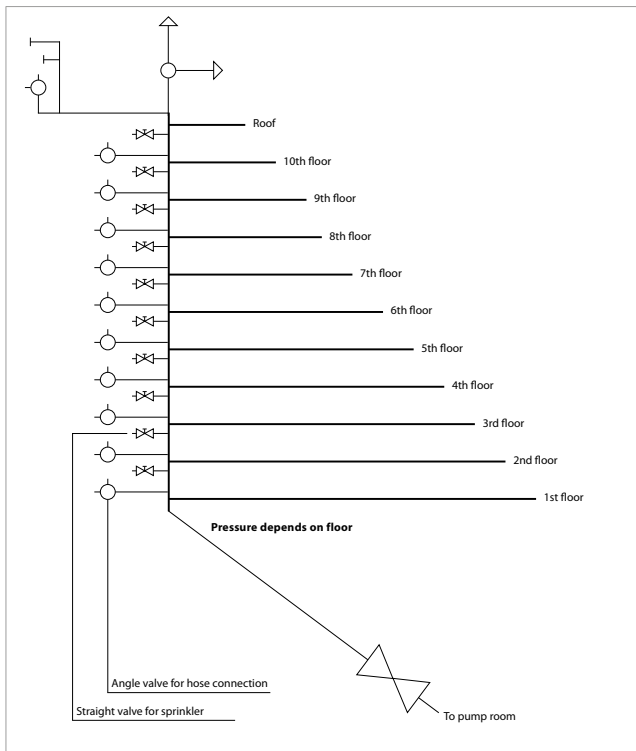 Roof
10th floor
9th floor
8th floor
7th floor
6th floor
5th floor
4th floor
3rd floor
2nd floor
1st floor
Pressure depends on floor
Angle valve for hose connection
Straight valve for sprinkler
To pump room